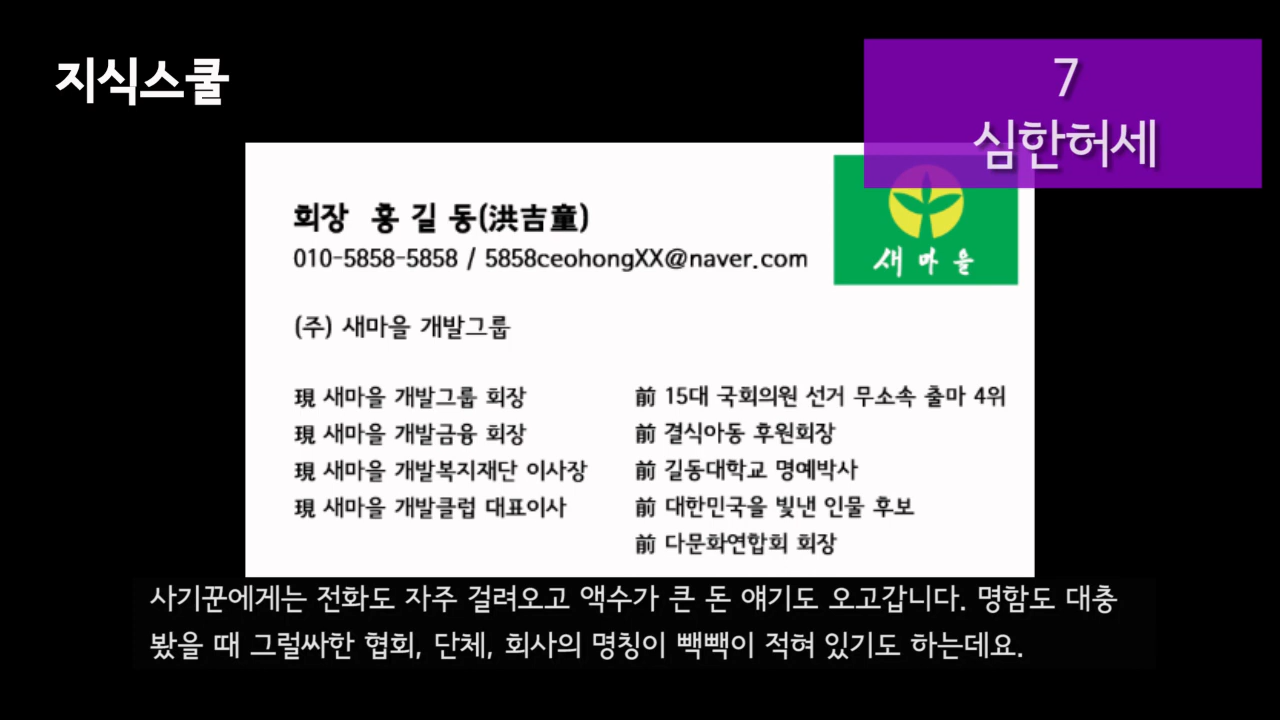 지식스쿨
7
심한허세
회장 홍 길 동(洪吉童)
010-5858-5858 / 5858ceohongXX@naver.com
새마을
(주) 새마을 개발그룹
現 새마을 개발그룹 회장
現 새마을 개발금융 회장
現 새마을 개발복지재단 이사장
現 새마을 개발클럽 대표이사
前 15대 국회의원 선거 무소속 출마 4위
前 결식아동 후원회장
前 길동대학교 명예박사
前 대한민국을 빛낸 인물 후보
前 다문화연합회 회장
사기꾼에게는 전화도 자주 걸려오고 액수가 큰 돈 얘기도 오고갑니다. 명함도 대충
봤을 때 그럴싸한 협회, 단체, 회사의 명칭이 빽빽이 적혀 있기도 하는데요.